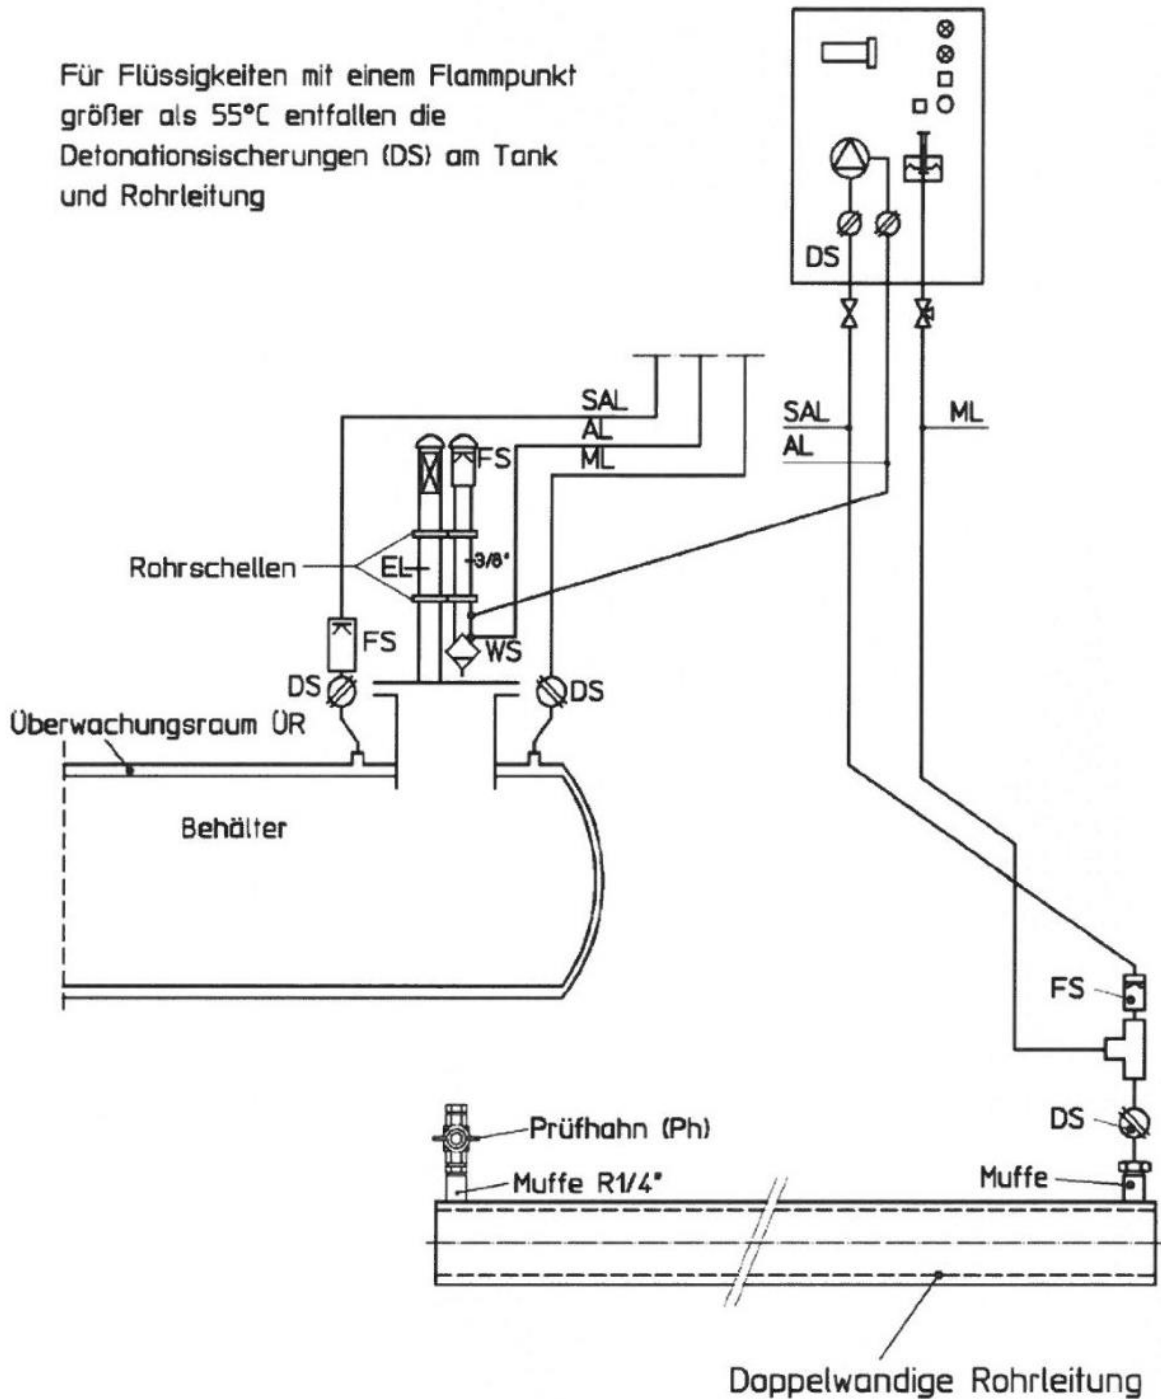 Für Flüssigkeiten mit einem Flammpunkt
größer als 55°C entfallen die
Detonationsischerungen (DS) am Tank
und Rohrleitung
DS
SAL
AL
ML
SAL
ML
AL
FS
Rohrschellen
EL
3/8"
FS
WS
DS
DS
Überwachungsraum ÜR
Behälter
FS
DS
Prüfhahn (Ph)
Muffe R1/4"
Muffe
Doppelwandige Rohrleitung